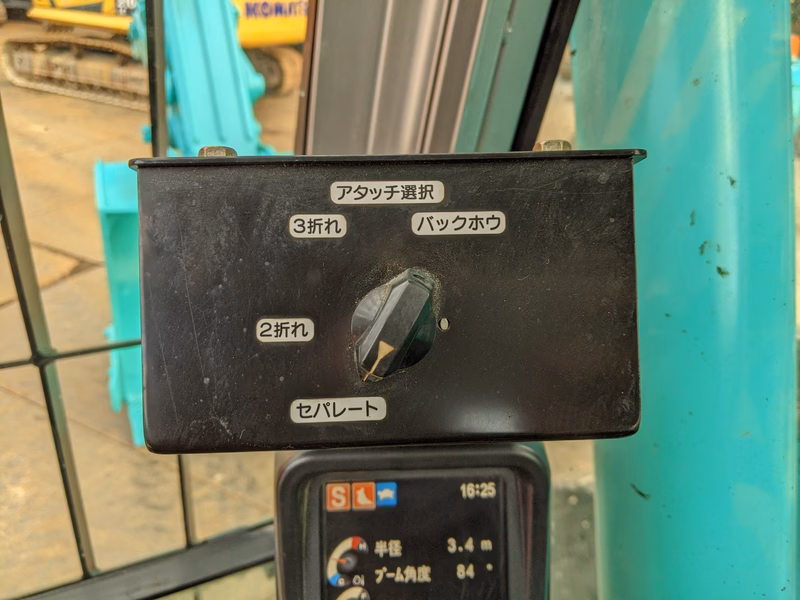 KOMATSU
アタッチ選択
3折れ
バックホウ
2折れ
セパレート
S
16:25
半径 3.4 m
ブーム角度 84 °
H
C